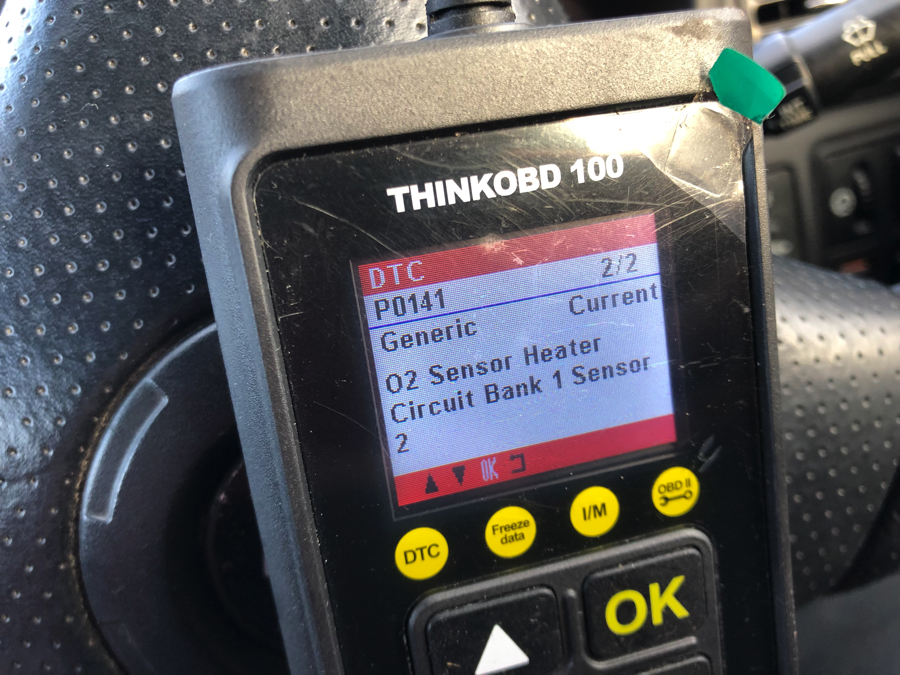 PULL
THINKOBD 100
DTC 2/2
P0141 Current
Generic
O2 Sensor Heater
Circuit Bank 1 Sensor
2
OK
DTC
Freeze
data
I/M
OBD II
OK